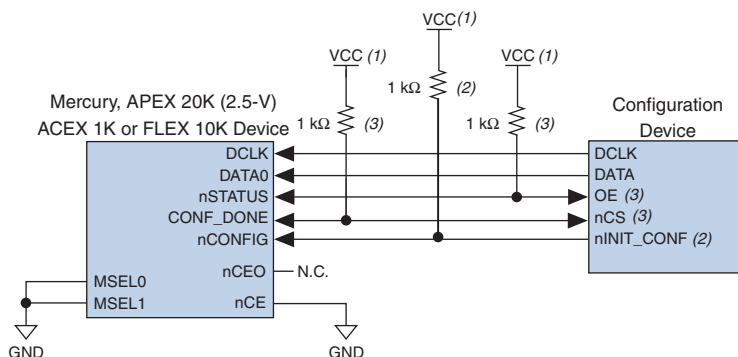 VCC (1)
VCC (1)
VCC (1)
1 kΩ
(2)
1 kΩ
(3)
1 kΩ
(3)
Mercury, APEX 20K (2.5-V)
ACEX 1K or FLEX 10K Device
Configuration
Device
DCLK
DCLK
DATA0
DATA
nSTATUS
OE (3)
CONF_DONE
nCS (3)
nCONFIG
nINIT_CONF (2)
nCEO
N.C.
MSEL0
MSEL1
nCE
GND
GND